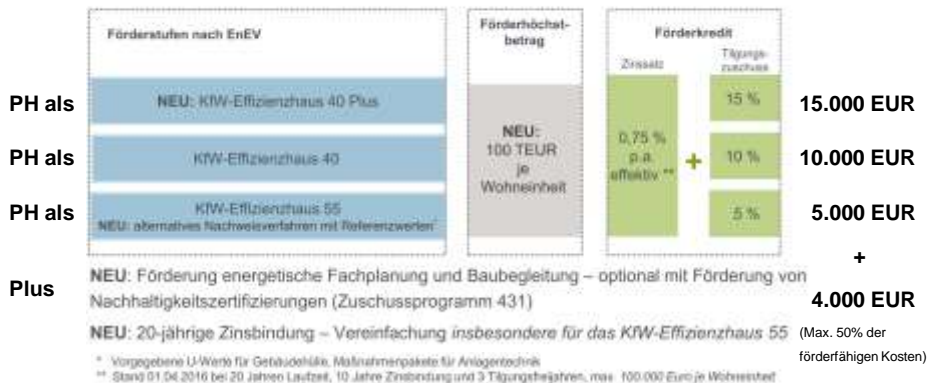 Förderstufen nach EnEV
Förderhöchst-
betrag
Förderkredit
Zinssatz
Tilgungs-
zuschuss
PH als
NEU: KfW-Effizienzhaus 40 Plus
15 %
15.000 EUR
PH als
KfW-Effizienzhaus 40
NEU:
100 TEUR
je
Wohneinheit
0,75 %
p.a.
effektiv **
+
10 %
10.000 EUR
PH als
KfW-Effizienzhaus 55
NEU: alternatives Nachweisverfahren mit Referenzwerten*
5 %
5.000 EUR
+
Plus
NEU: Förderung energetische Fachplanung und Baubegleitung – optional mit Förderung von
Nachhaltigkeitszertifizierungen (Zuschussprogramm 431)
4.000 EUR
NEU: 20-jährige Zinsbindung – Vereinfachung insbesondere für das KfW-Effizienzhaus 55
(Max. 50% der
förderfähigen Kosten)
* Vorgegebene U-Werte für Gebäudehülle, Maßnahmenpakete für Anlagentechnik
** Stand 01.04.2016 bei 20 Jahren Laufzeit, 10 Jahre Zinsbindung und 3 Tilgungsfreijahren, max. 100.000 Euro je Wohneinheit